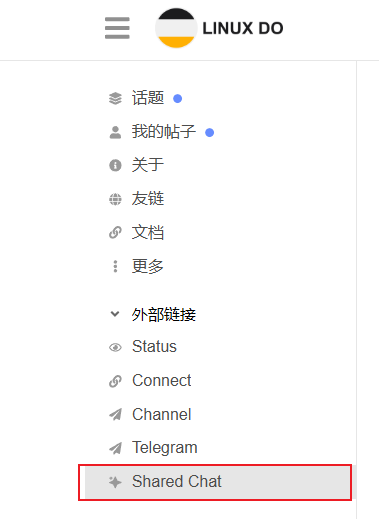 LINUX DO
话题
我的帖子
关于
友链
文档
更多
外部链接
Status
Connect
Channel
Telegram
Shared Chat